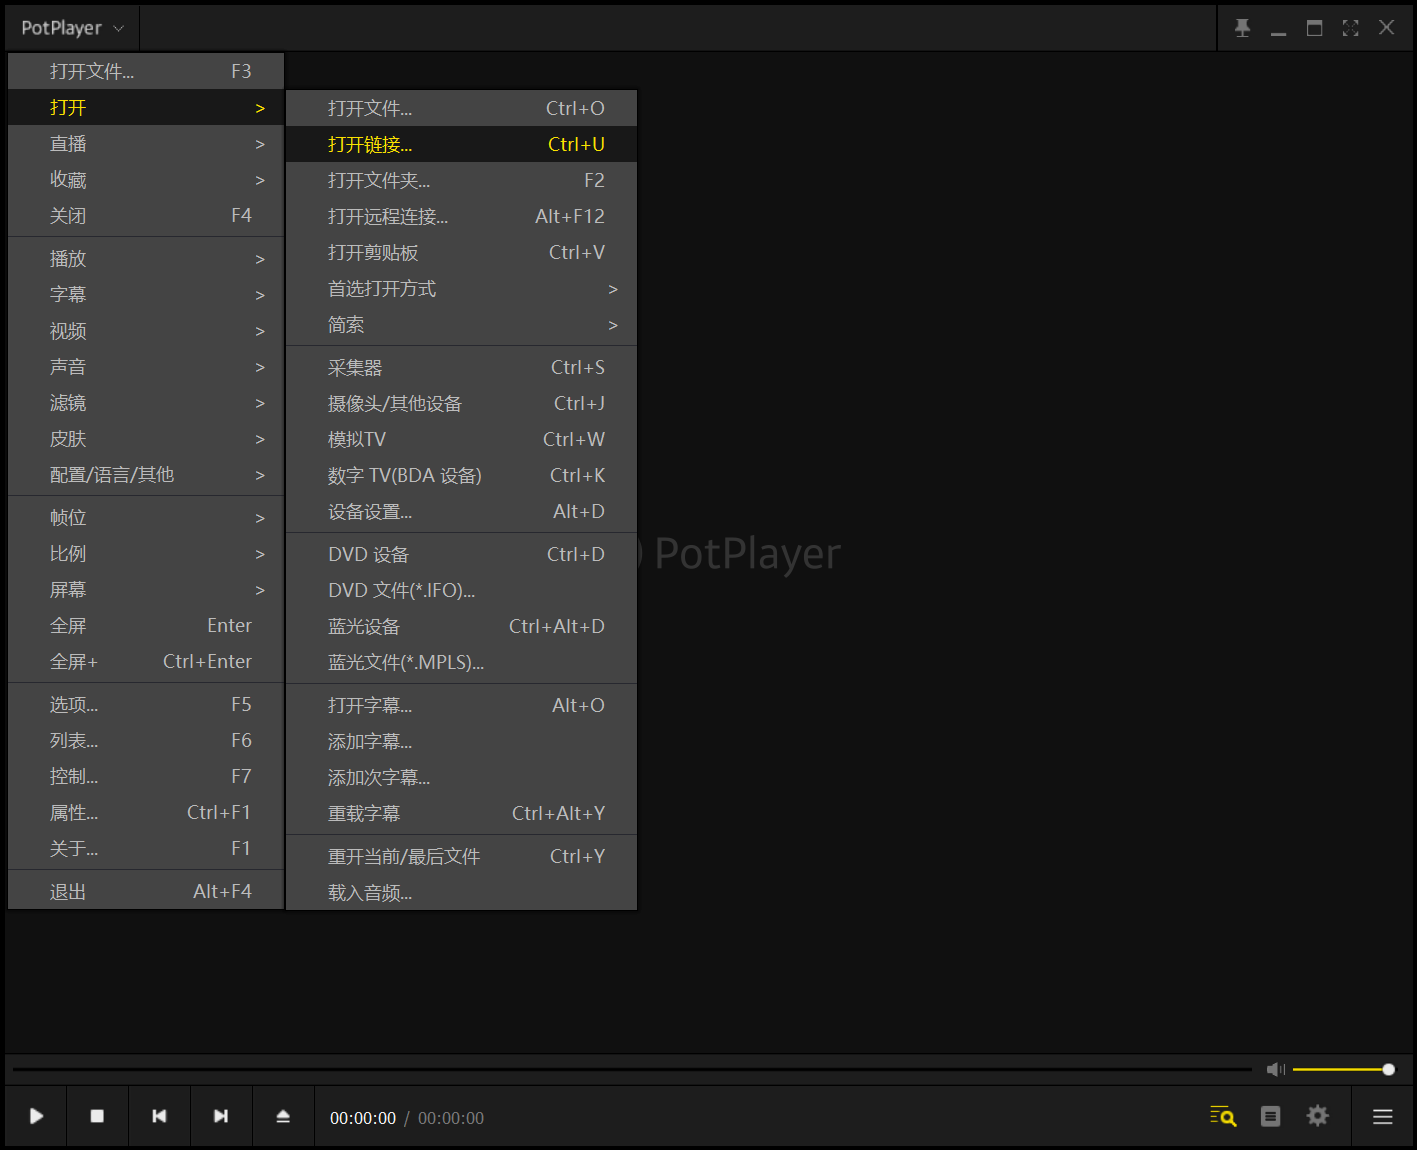 PotPlayer
打开文件... F3
打开 >
直播 >
收藏 >
关闭 F4
播放 >
字幕 >
视频 >
声音 >
滤镜 >
皮肤 >
配置/语言/其他 >
帧位 >
比例 >
屏幕 >
全屏 Enter
全屏+ Ctrl+Enter
选项... F5
列表... F6
控制... F7
属性... Ctrl+F1
关于... F1
退出 Alt+F4
打开文件... Ctrl+O
打开链接... Ctrl+U
打开文件夹... F2
打开远程连接... Alt+F12
打开剪贴板 Ctrl+V
首选打开方式 >
简索 >
采集器 Ctrl+S
摄像头/其他设备 Ctrl+J
模拟TV Ctrl+W
数字 TV(BDA 设备) Ctrl+K
设备设置... Alt+D
DVD 设备 Ctrl+D
DVD 文件(*.IFO)...
蓝光设备 Ctrl+Alt+D
蓝光文件(*.MPLS)...
打开字幕... Alt+O
添加字幕...
添加次字幕...
重载字幕 Ctrl+Alt+Y
重开当前/最后文件 Ctrl+Y
载入音频...
PotPlayer
00:00:00 / 00:00:00